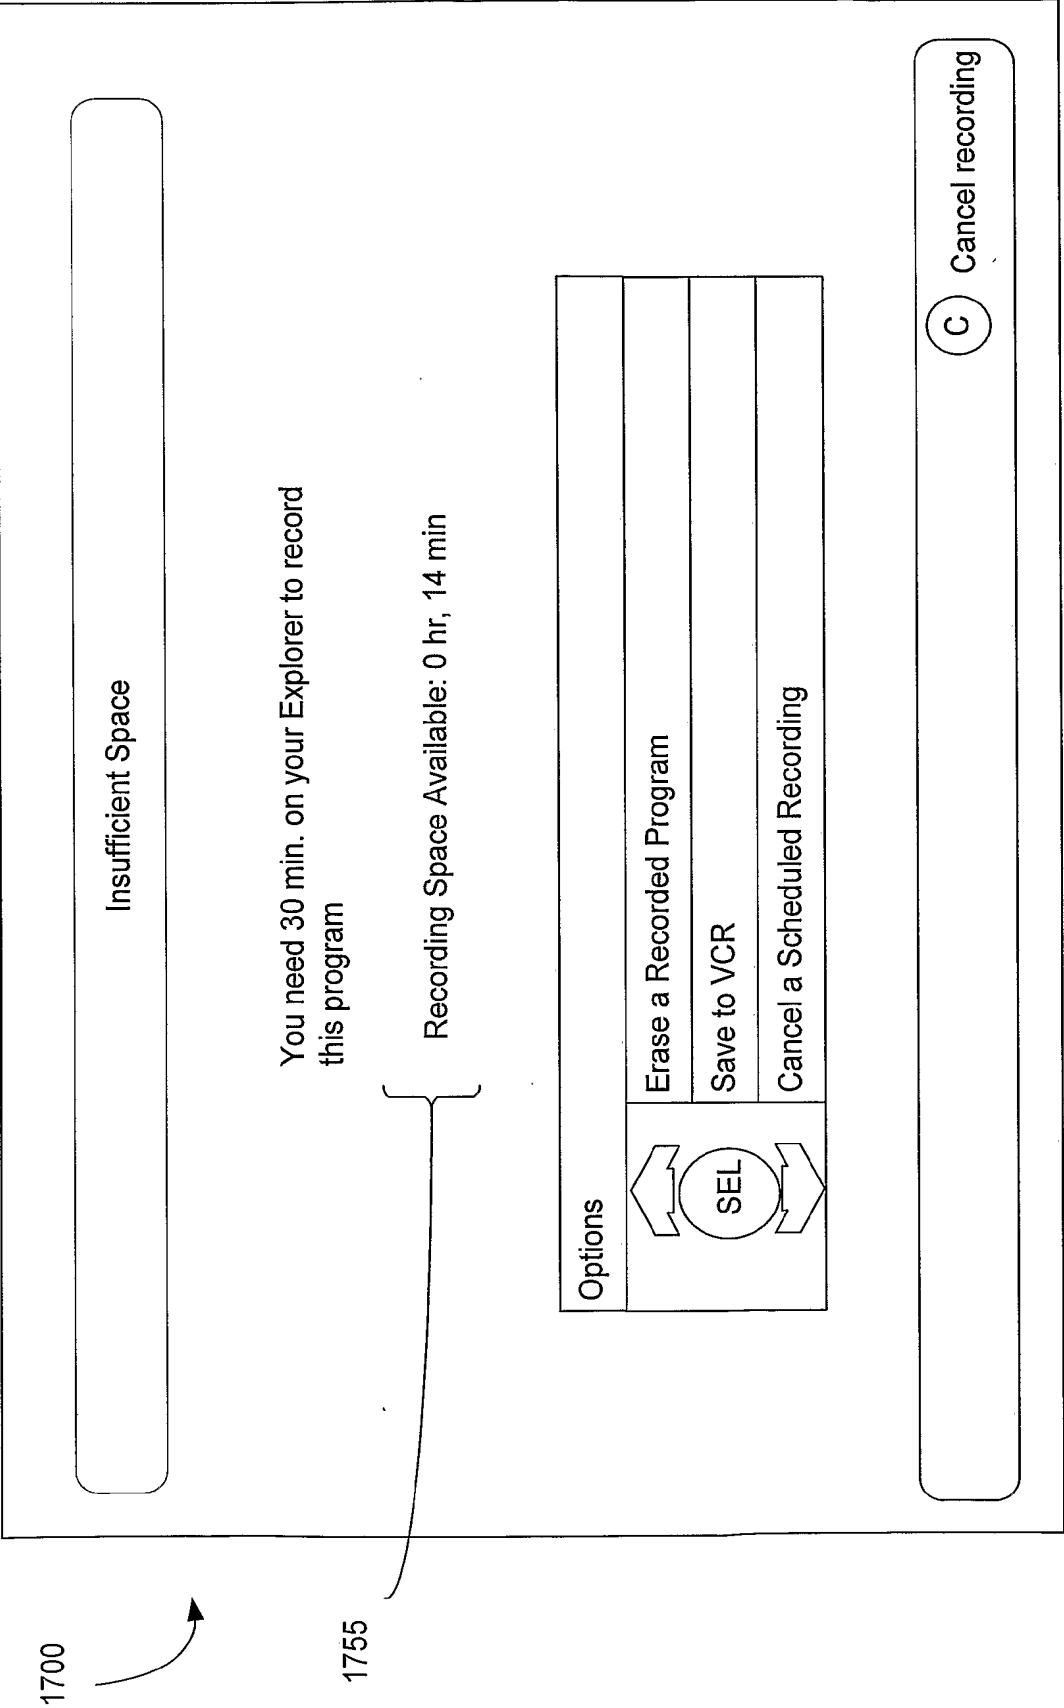 1700
Insufficient Space
You need 30 min. on your Explorer to record
this program
1755
Recording Space Available: 0 hr, 14 min
Options
Erase a Recorded Program
SEL
Save to VCR
Cancel a Scheduled Recording
C
Cancel recording